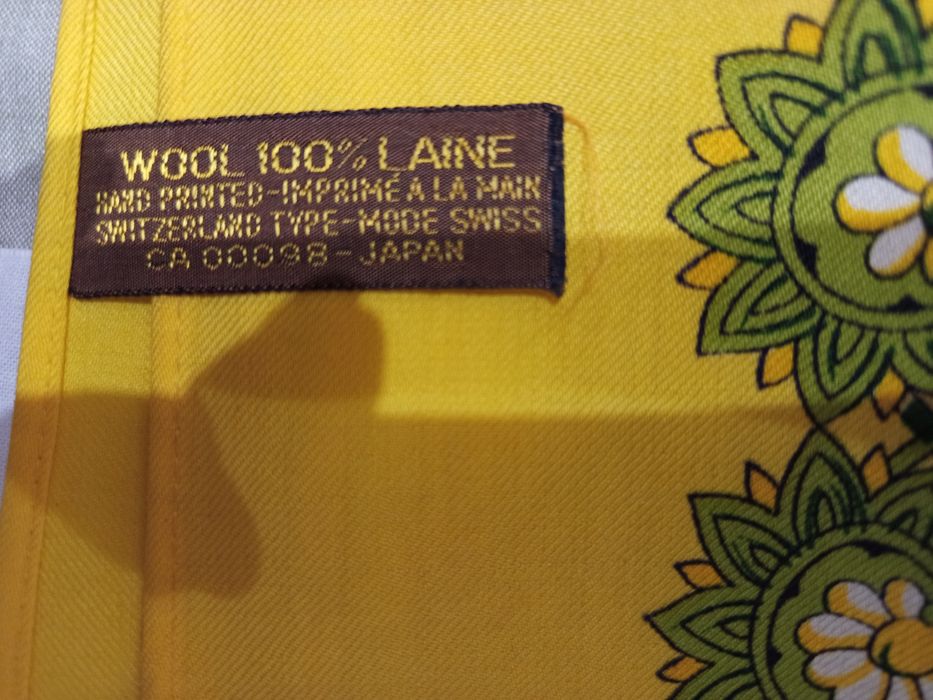 WOOL 100% LAINE
HAND PRINTED-IMPRIMÉ À LA MAIN
SWITZERLAND TYPE-MODE SWISS
CA 00098-JAPAN